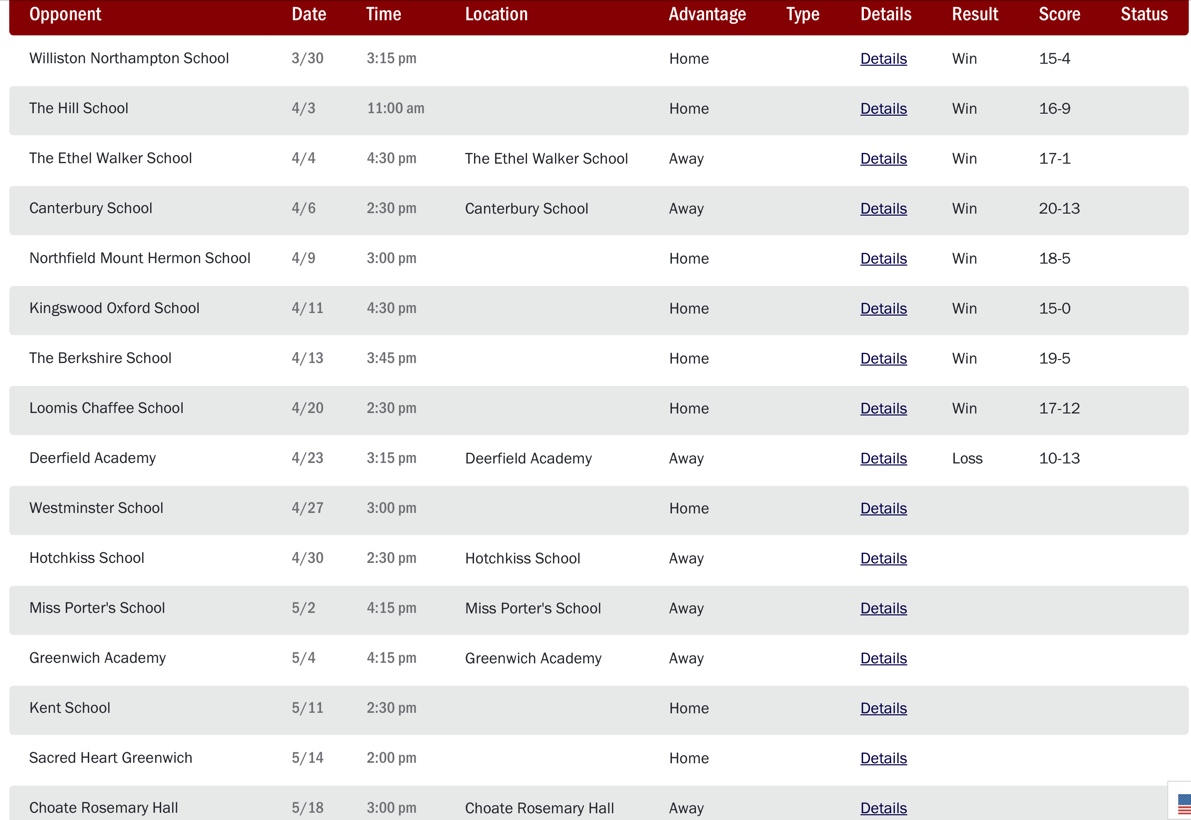 Opponent Date Time Location Advantage Type Details Result Score Status
Williston Northampton School 3/30 3:15 pm Home Details Win 15-4
The Hill School 4/3 11:00 am Home Details Win 16-9
The Ethel Walker School 4/4 4:30 pm The Ethel Walker School Away Details Win 17-1
Canterbury School 4/6 2:30 pm Canterbury School Away Details Win 20-13
Northfield Mount Hermon School 4/9 3:00 pm Home Details Win 18-5
Kingswood Oxford School 4/11 4:30 pm Home Details Win 15-0
The Berkshire School 4/13 3:45 pm Home Details Win 19-5
Loomis Chaffee School 4/20 2:30 pm Home Details Win 17-12
Deerfield Academy 4/23 3:15 pm Deerfield Academy Away Details Loss 10-13
Westminster School 4/27 3:00 pm Home Details
Hotchkiss School 4/30 2:30 pm Hotchkiss School Away Details
Miss Porter's School 5/2 4:15 pm Miss Porter's School Away Details
Greenwich Academy 5/4 4:15 pm Greenwich Academy Away Details
Kent School 5/11 2:30 pm Home Details
Sacred Heart Greenwich 5/14 2:00 pm Home Details
Choate Rosemary Hall 5/18 3:00 pm Choate Rosemary Hall Away Details